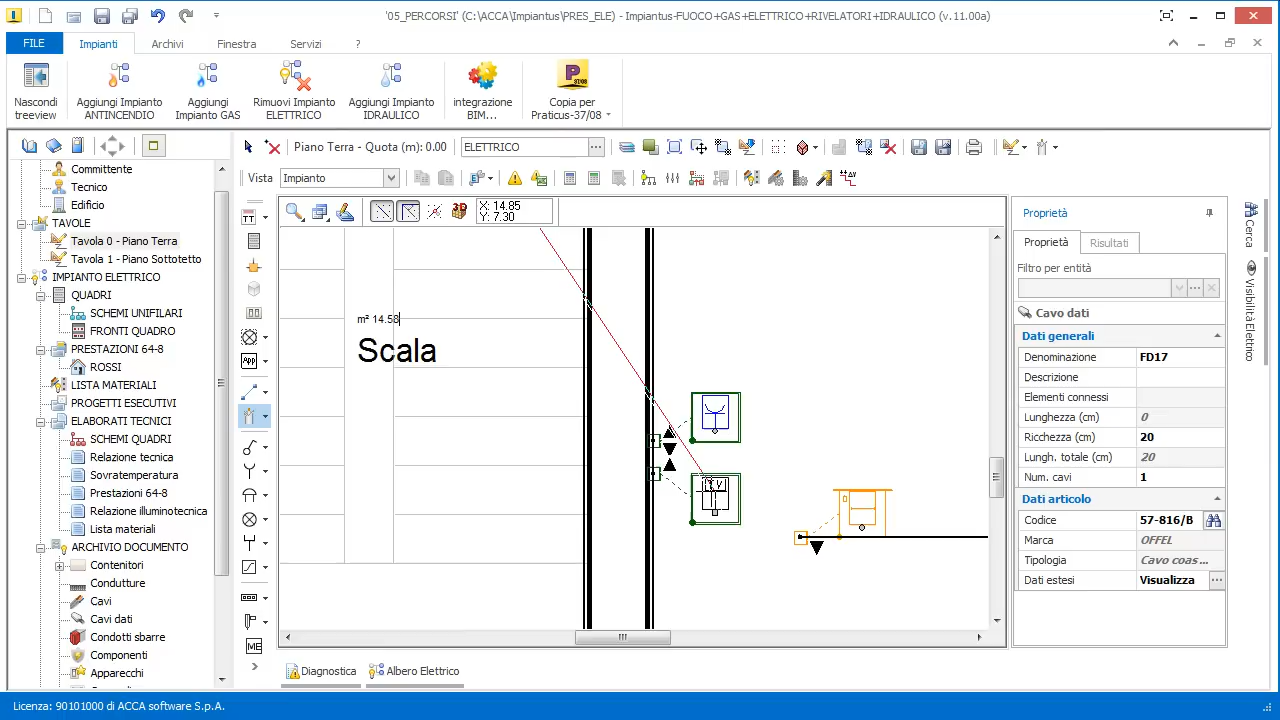 '05_PERCORSI' (C:\ACCA\Impiantus\PRES_ELE) - Impiantus-FUOCO+GAS+ELETTRICO+RIVELATORI+IDRAULICO (v.11.00a)
FILE
Impianti
Archivi
Finestra
Servizi
?
Nascondi treeview
Aggiungi Impianto ANTINCENDIO
Aggiungi Impianto GAS
Rimuovi Impianto ELETTRICO
Aggiungi Impianto IDRAULICO
integrazione BIM...
Copia per Praticus-37/08
Piano Terra - Quota (m): 0.00
ELETTRICO
Vista
Impianto
X: 14.85
Y: 7.30
3D
TT
App
ME
Committente
Tecnico
Edificio
TAVOLE
Tavola 0 - Piano Terra
Tavola 1 - Piano Sottotetto
IMPIANTO ELETTRICO
QUADRI
SCHEMI UNIFILARI
FRONTI QUADRO
PRESTAZIONI 64-8
ROSSI
LISTA MATERIALI
PROGETTI ESECUTIVI
ELABORATI TECNICI
SCHEMI QUADRI
Relazione tecnica
Sovratemperatura
Prestazioni 64-8
Relazione illuminotecnica
Lista materiali
ARCHIVIO DOCUMENTO
Contenitori
Condutture
Cavi
Cavi dati
Condotti sbarre
Componenti
Apparecchi
m² 14.58
Scala
TV
Diagnostica
Albero Elettrico
Proprietà
Proprietà
Risultati
Filtro per entità
Cavo dati
Dati generali
Denominazione FD17
Descrizione
Elementi connessi
Lunghezza (cm) 0
Ricchezza (cm) 20
Lungh. totale (cm) 20
Num. cavi 1
Dati articolo
Codice 57-816/B
Marca OFFEL
Tipologia Cavo coas ...
Dati estesi Visualizza
Cerca
Visibilità Elettrico
Licenza: 90101000 di ACCA software S.p.A.